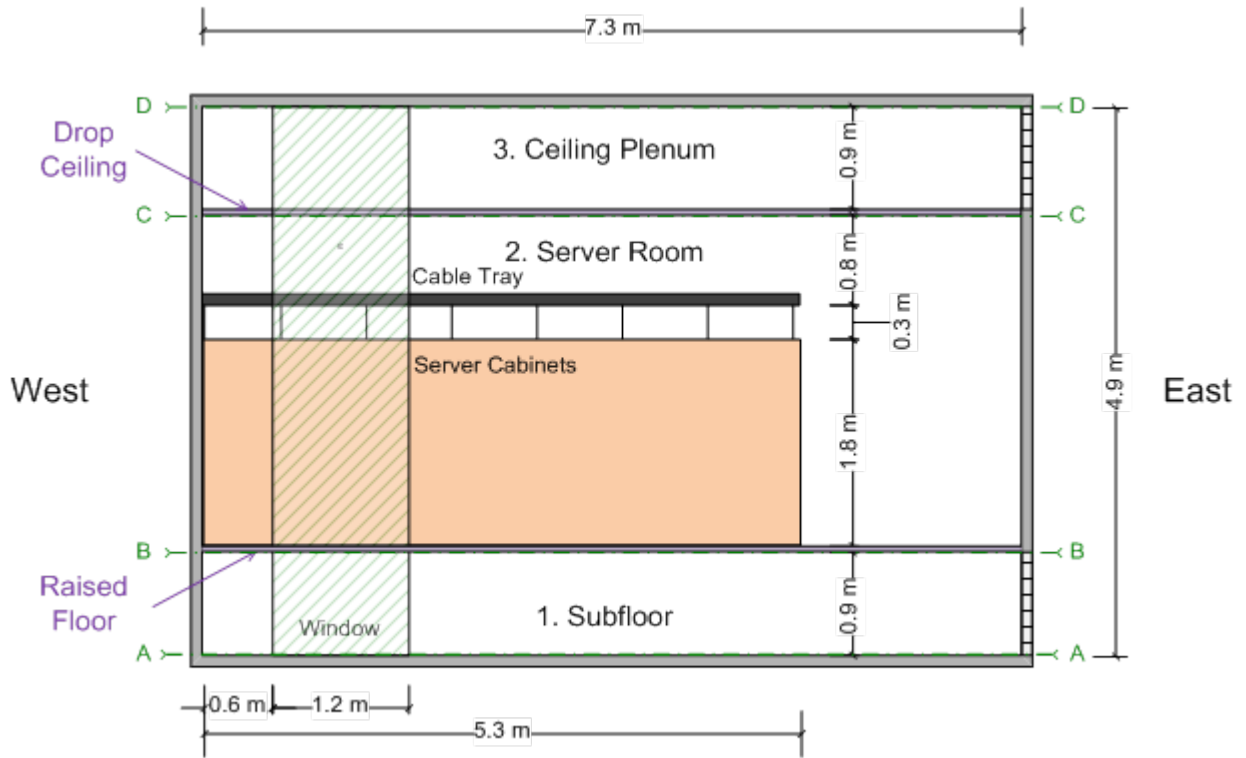 7.3 m
D
D
Drop
Ceiling
3. Ceiling Plenum
0.9 m
C
C
2. Server Room
0.8 m
Cable Tray
0.3 m
Server Cabinets
West
4.9 m
East
1.8 m
B
B
Raised
Floor
1. Subfloor
0.9 m
Window
A
A
0.6 m
1.2 m
5.3 m